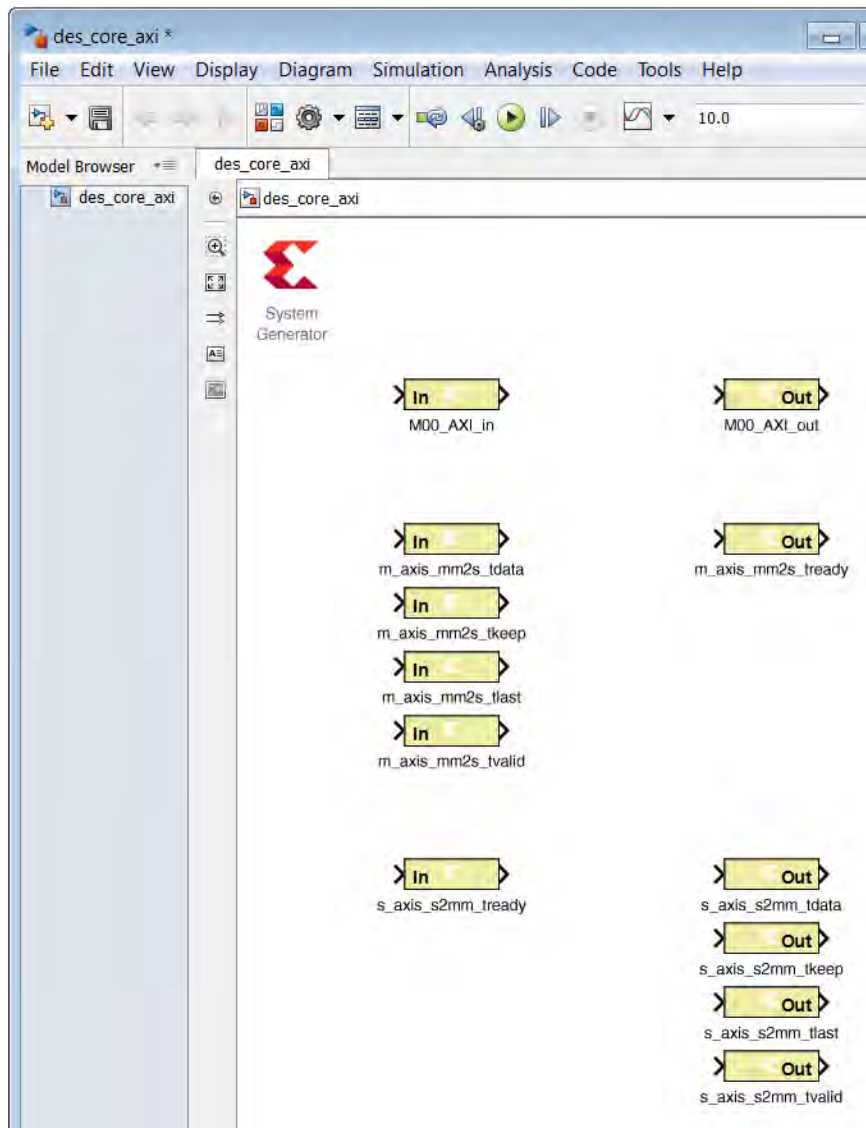 des_core_axi *
File Edit View Display Diagram Simulation Analysis Code Tools Help
10.0
Model Browser
des_core_axi
des_core_axi
des_core_axi
System
Generator
In
M00_AXI_in
Out
M00_AXI_out
In
m_axis_mm2s_tdata
Out
m_axis_mm2s_tready
In
m_axis_mm2s_tkeep
In
m_axis_mm2s_tlast
In
m_axis_mm2s_tvalid
In
s_axis_s2mm_tready
Out
s_axis_s2mm_tdata
Out
s_axis_s2mm_tkeep
Out
s_axis_s2mm_tlast
Out
s_axis_s2mm_tvalid